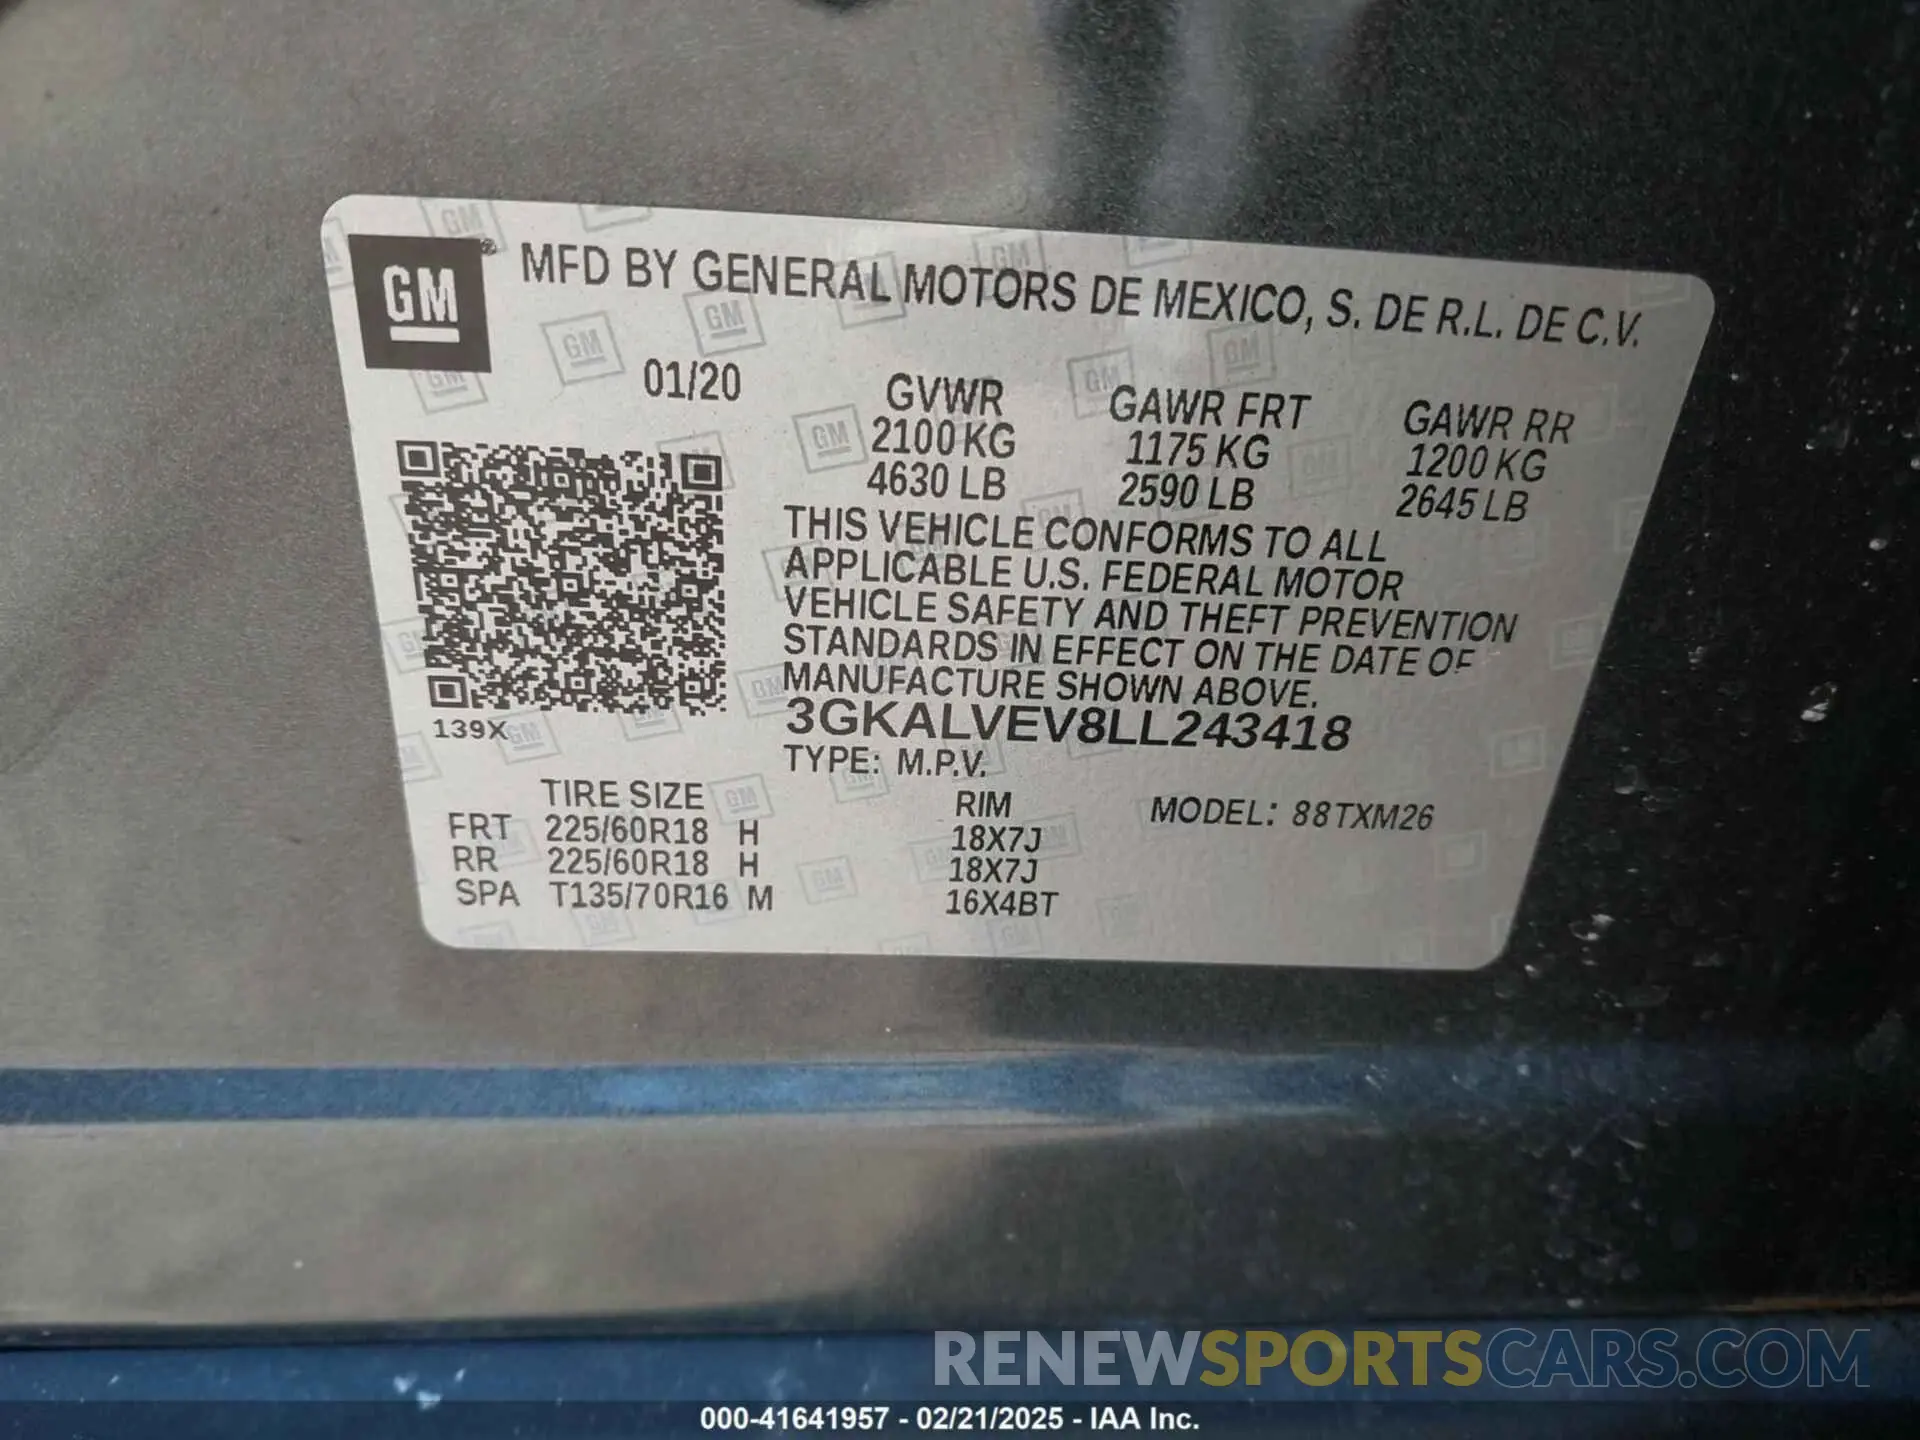 GM ® MFD BY GENERAL MOTORS DE MEXICO, S. DE R.L. DE C.V.
01/20 GVWR GAWR FRT GAWR RR
2100 KG 1175 KG 1200 KG
4630 LB 2590 LB 2645 LB
THIS VEHICLE CONFORMS TO ALL
APPLICABLE U.S. FEDERAL MOTOR
VEHICLE SAFETY AND THEFT PREVENTION
STANDARDS IN EFFECT ON THE DATE OF
MANUFACTURE SHOWN ABOVE.
139X 3GKALVEV8LL243418
TYPE: M.P.V.
TIRE SIZE RIM MODEL: 88TXM26
FRT 225/60R18 H 18X7J
RR 225/60R18 H 18X7J
SPA T135/70R16 M 16X4BT
RENEWSPORTSCARS.COM
000-41641957 - 02/21/2025 - IAA Inc.